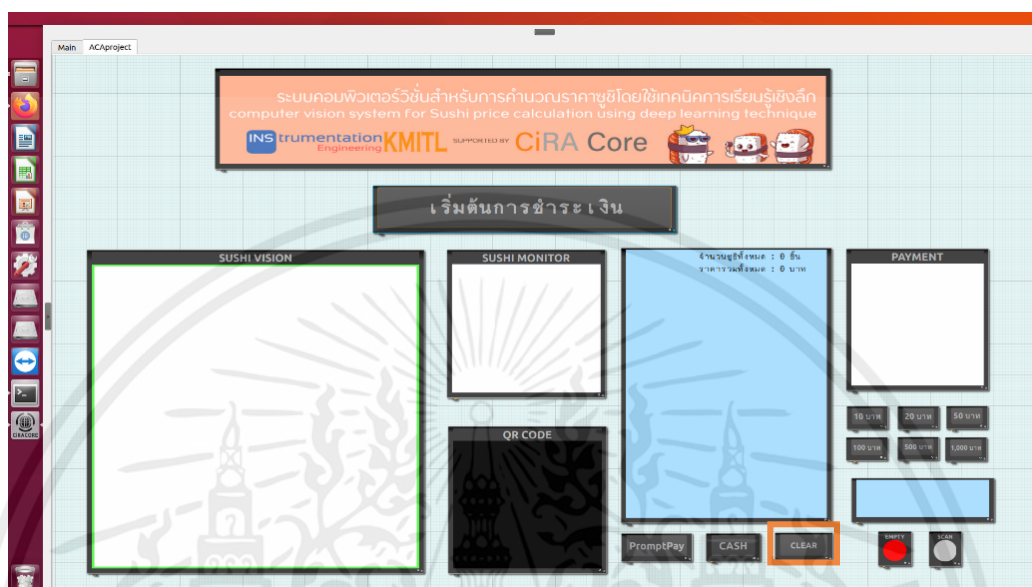 Main ACAproject
ระบบคอมพิวเตอร์วิชั่นสำหรับการคำนวณราคาซูชิโดยใช้เทคนิคการเรียนรู้เชิงลึก
computer vision system for Sushi price calculation using deep learning technique
INS trumentation Engineering KMITL SUPPORTED BY CiRA Core
เริ่มต้นการชำระเงิน
SUSHI VISION
SUSHI MONITOR
จำนวนซูชิทั้งหมด : 0 ชิ้น
ราคารวมทั้งหมด : 0 บาท
PAYMENT
QR CODE
10 บาท 20 บาท 50 บาท
100 บาท 500 บาท 1,000 บาท
PromptPay CASH CLEAR
EMPTY SCAN
CIRACORE